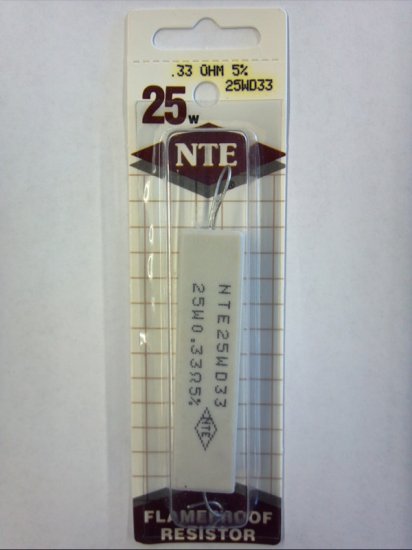 .33 OHM 5%
25WD33
25W
NTE
NTE25WD33
25W0.33Ω5%
NTE
FLAMEPROOF
RESISTOR